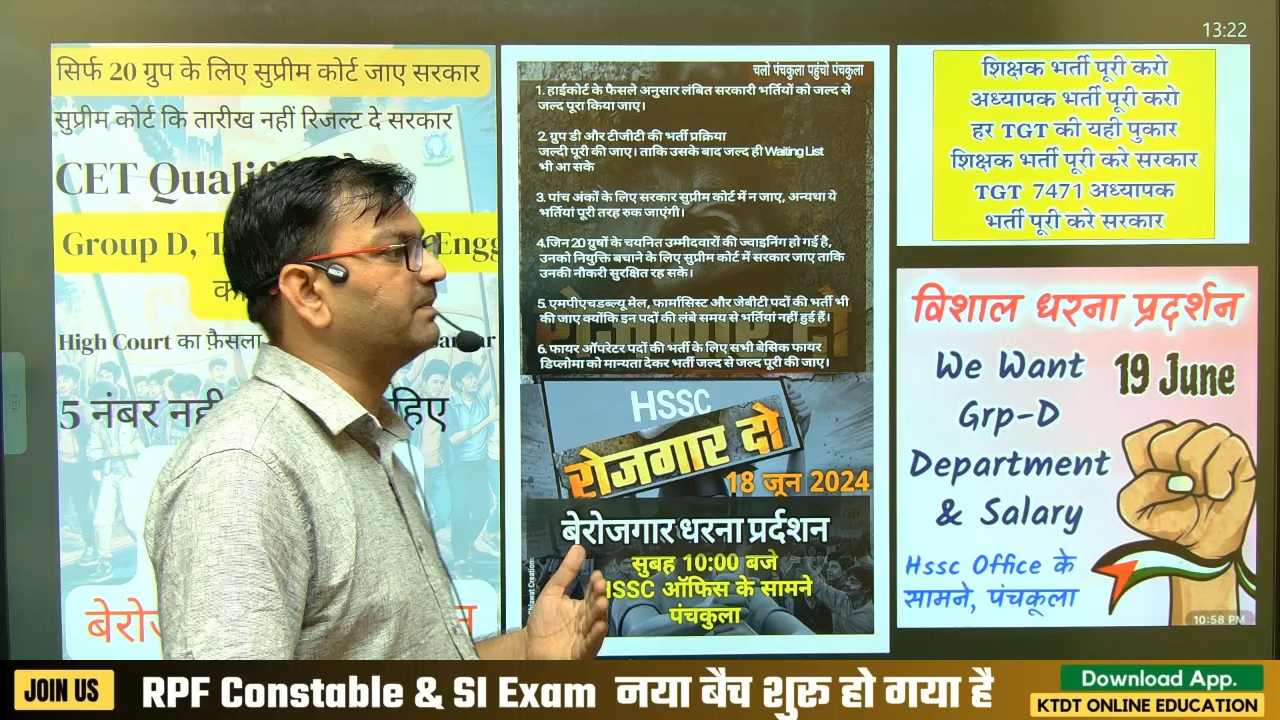 13:22
सिर्फ 20 ग्रुप के लिए सुप्रीम कोर्ट जाए सरकार
सुप्रीम कोर्ट कि तारीख नहीं रिजल्ट दे सरकार
CET
Group D,
Engg
High Court का फ़ैसला
5 नंबर
चलो पंचकुला पहुंचो पंचकुला
1. हाईकोर्ट के फैसले अनुसार लंबित सरकारी भर्तियों को जल्द से
जल्द पूरा किया जाए।
2. ग्रुप डी और टीजीटी की भर्ती प्रक्रिया
जल्दी पूरी की जाए। ताकि उसके बाद जल्द ही Waiting List
भी आ सके
3. पांच अंकों के लिए सरकार सुप्रीम कोर्ट में न जाए, अन्यथा ये
भर्तियां पूरी तरह रुक जाएंगी।
4.जिन 20 ग्रुपों के चयनित उम्मीदवारों की ज्वाइनिंग हो गई है,
उनको नियुक्ति बचाने के लिए सुप्रीम कोर्ट में सरकार जाए ताकि
उनकी नौकरी सुरक्षित रह सके।
5. एमपीएचडब्ल्यू मेल, फार्मासिस्ट और जेबीटी पदों की भर्ती भी
की जाए क्योंकि इन पदों की लंबे समय से भर्तियां नहीं हुई हैं।
6. फायर ऑपरेटर पदों की भर्ती के लिए सभी बेसिक फायर
डिप्लोमा को मान्यता देकर भर्ती जल्द से जल्द पूरी की जाए।
HSSC
रोजगार दो
18 जून 2024
बेरोजगार धरना प्रर्दशन
सुबह 10:00 बजे
HSSC ऑफिस के सामने
पंचकुला
शिक्षक भर्ती पूरी करो
अध्यापक भर्ती पूरी करो
हर TGT की यही पुकार
शिक्षक भर्ती पूरी करे सरकार
TGT 7471 अध्यापक
भर्ती पूरी करे सरकार
विशाल धरना प्रदर्शन
We Want
19 June
Grp-D
Department
& Salary
Hssc Office के
सामने, पंचकूला
10:58 PM
JOIN US
RPF Constable & SI Exam नया बैच शुरू हो गया है
Download App.
KTDT ONLINE EDUCATION